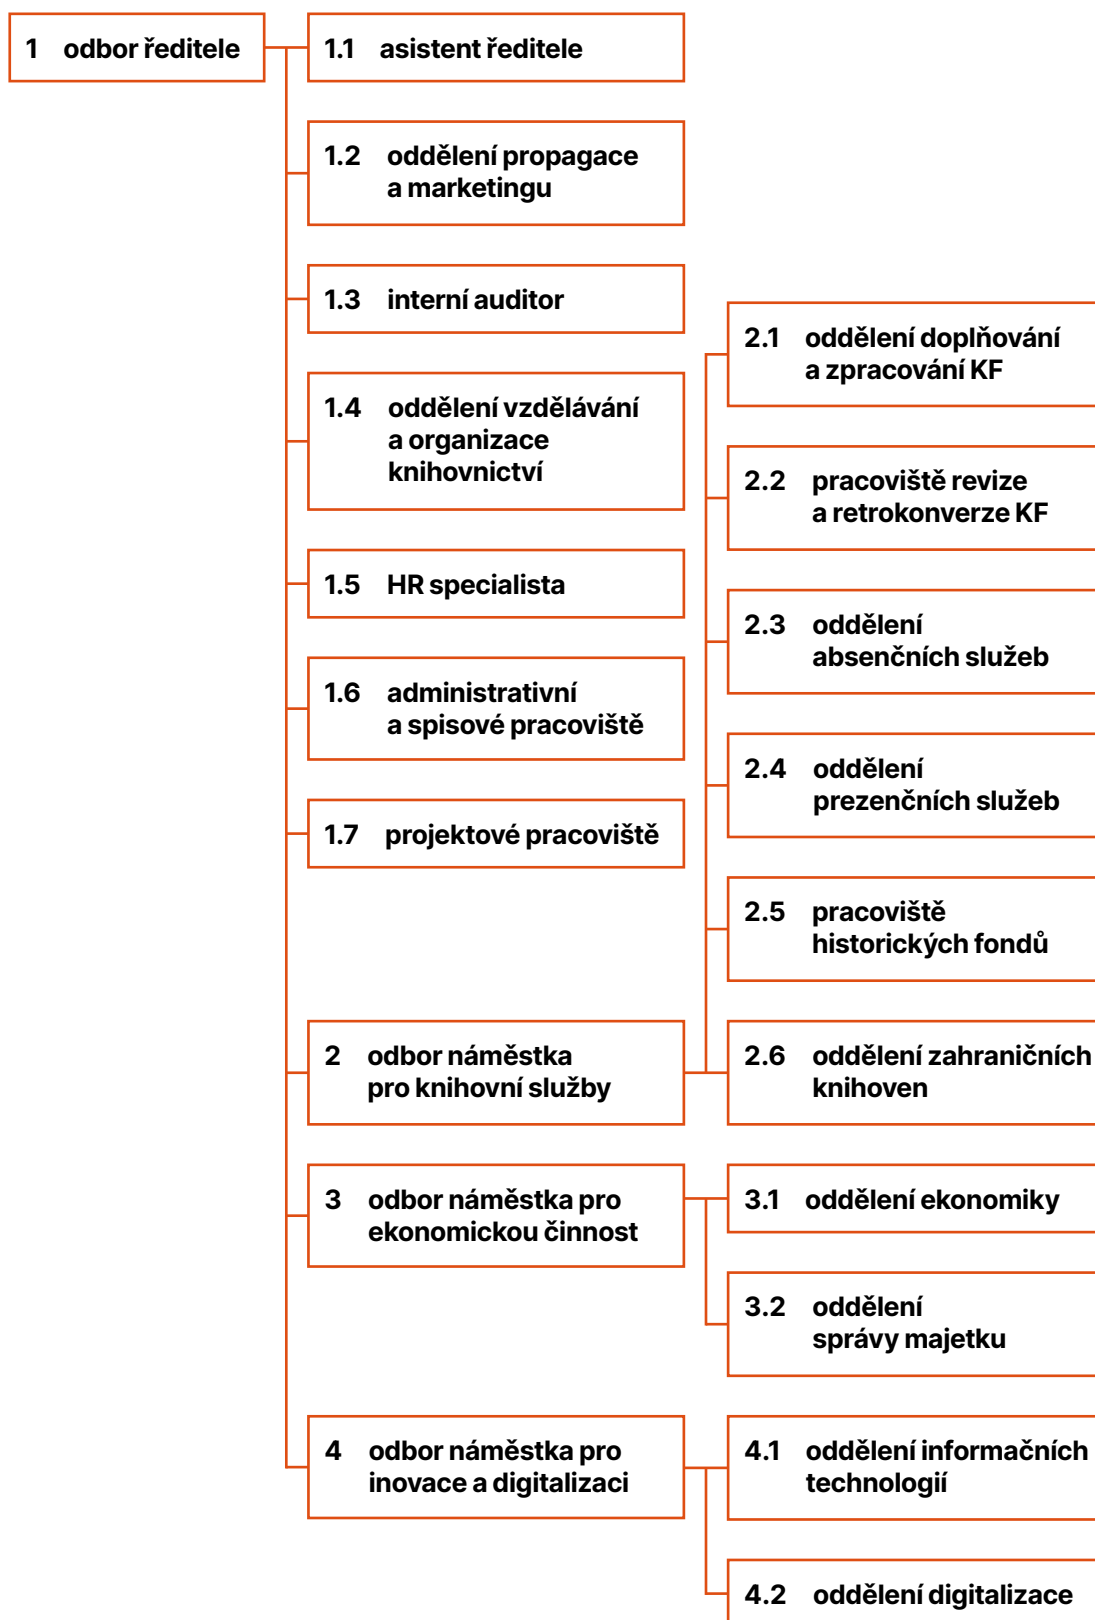 1 odbor ředitele
1.1 asistent ředitele
1.2 oddělení propagace
a marketingu
1.3 interní auditor
1.4 oddělení vzdělávání
a organizace
knihovnictví
1.5 HR specialista
1.6 administrativní
a spisové pracoviště
1.7 projektové pracoviště
2 odbor náměstka
pro knihovní služby
2.1 oddělení doplňování
a zpracování KF
2.2 pracoviště revize
a retrokonverze KF
2.3 oddělení
absenčních služeb
2.4 oddělení
prezenčních služeb
2.5 pracoviště
historických fondů
2.6 oddělení zahraničních
knihoven
3 odbor náměstka pro
ekonomickou činnost
3.1 oddělení ekonomiky
3.2 oddělení
správy majetku
4 odbor náměstka pro
inovace a digitalizaci
4.1 oddělení informačních
technologií
4.2 oddělení digitalizace